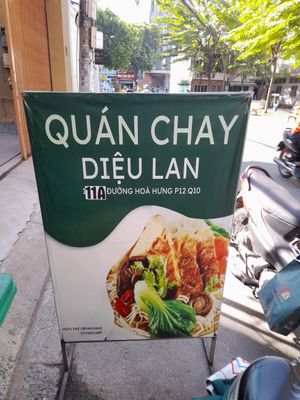 QUÁN CHAY
DIỆU LAN
11A ĐƯỜNG HOÀ HƯNG P12 Q10